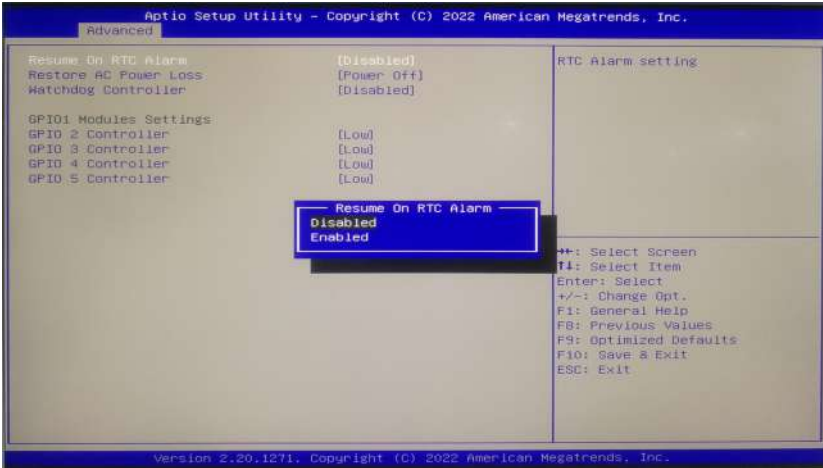 Aptio Setup Utility - Copyright (C) 2022 American Megatrends, Inc.
Advanced
Resume On RTC Alarm [Disabled]
Restore AC Power Loss [Power Off]
Watchdog Controller [Disabled]
GPIO1 Modules Settings
GPIO 2 Controller [Low]
GPIO 3 Controller [Low]
GPIO 4 Controller [Low]
GPIO 5 Controller [Low]
Resume On RTC Alarm
Disabled
Enabled
RTC Alarm setting
→←: Select Screen
↑↓: Select Item
Enter: Select
+/-: Change Opt.
F1: General Help
F8: Previous Values
F9: Optimized Defaults
F10: Save & Exit
ESC: Exit
Version 2.20.1271. Copyright (C) 2022 American Megatrends, Inc.